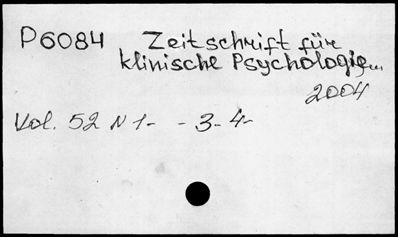 P6084 Zeitschrift für
klinische Psychologie...
2004
Vol. 52 N 1- - 3- 4-